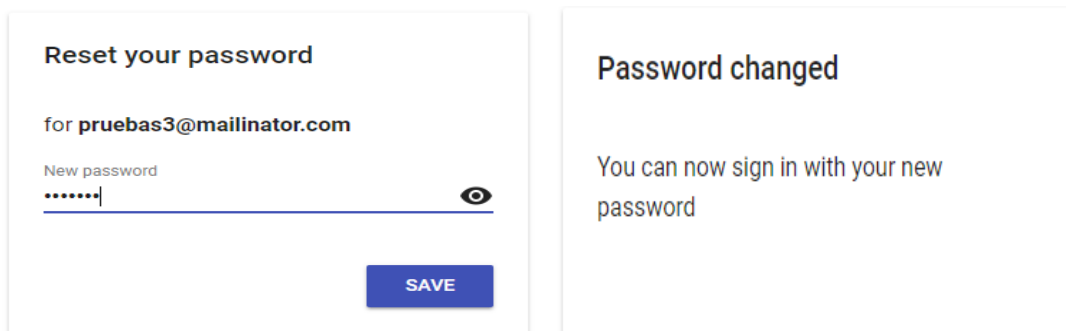 Reset your password
for pruebas3@mailinator.com
New password
•••••••
SAVE
Password changed
You can now sign in with your new
password